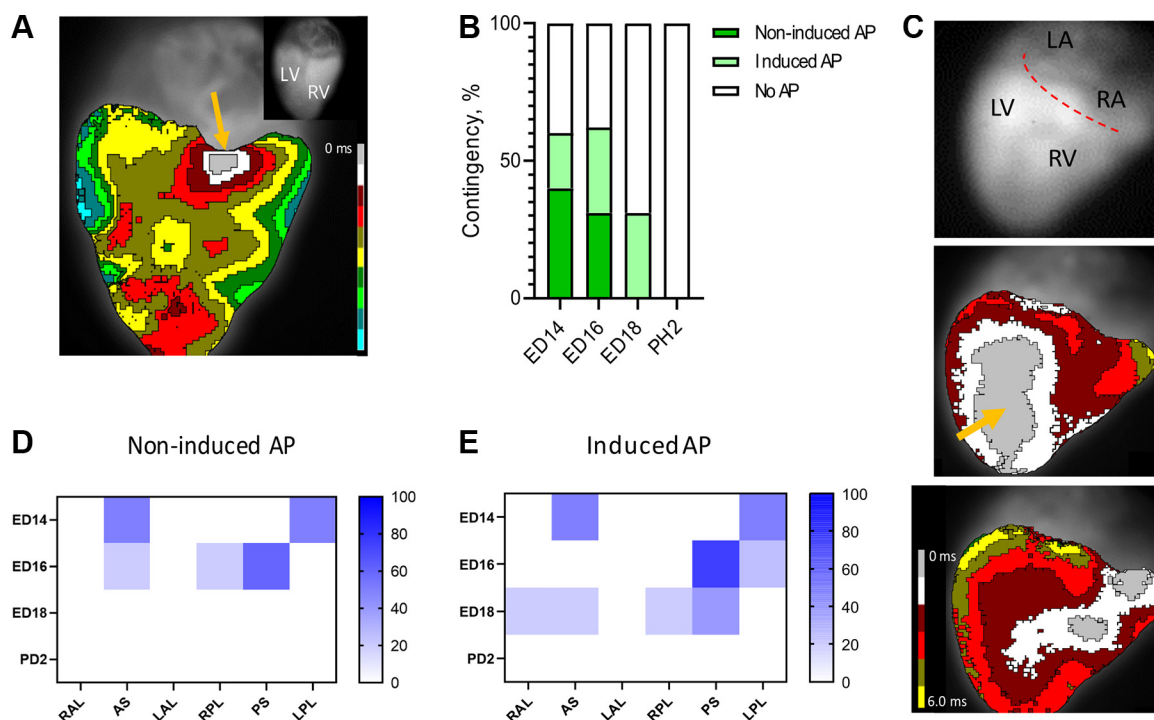 A
LV
RV
0 ms
B
Contingency, %
100
50
0
ED14
ED16
ED18
PH2
Non-induced AP
Induced AP
No AP
C
LA
LV
RA
RV
0 ms
6.0 ms
D
Non-induced AP
ED14
ED16
ED18
PD2
RAL
AS
LAL
RPL
PS
LPL
100
80
60
40
20
0
E
Induced AP
ED14
ED16
ED18
PD2
RAL
AS
LAL
RPL
PS
LPL
100
80
60
40
20
0